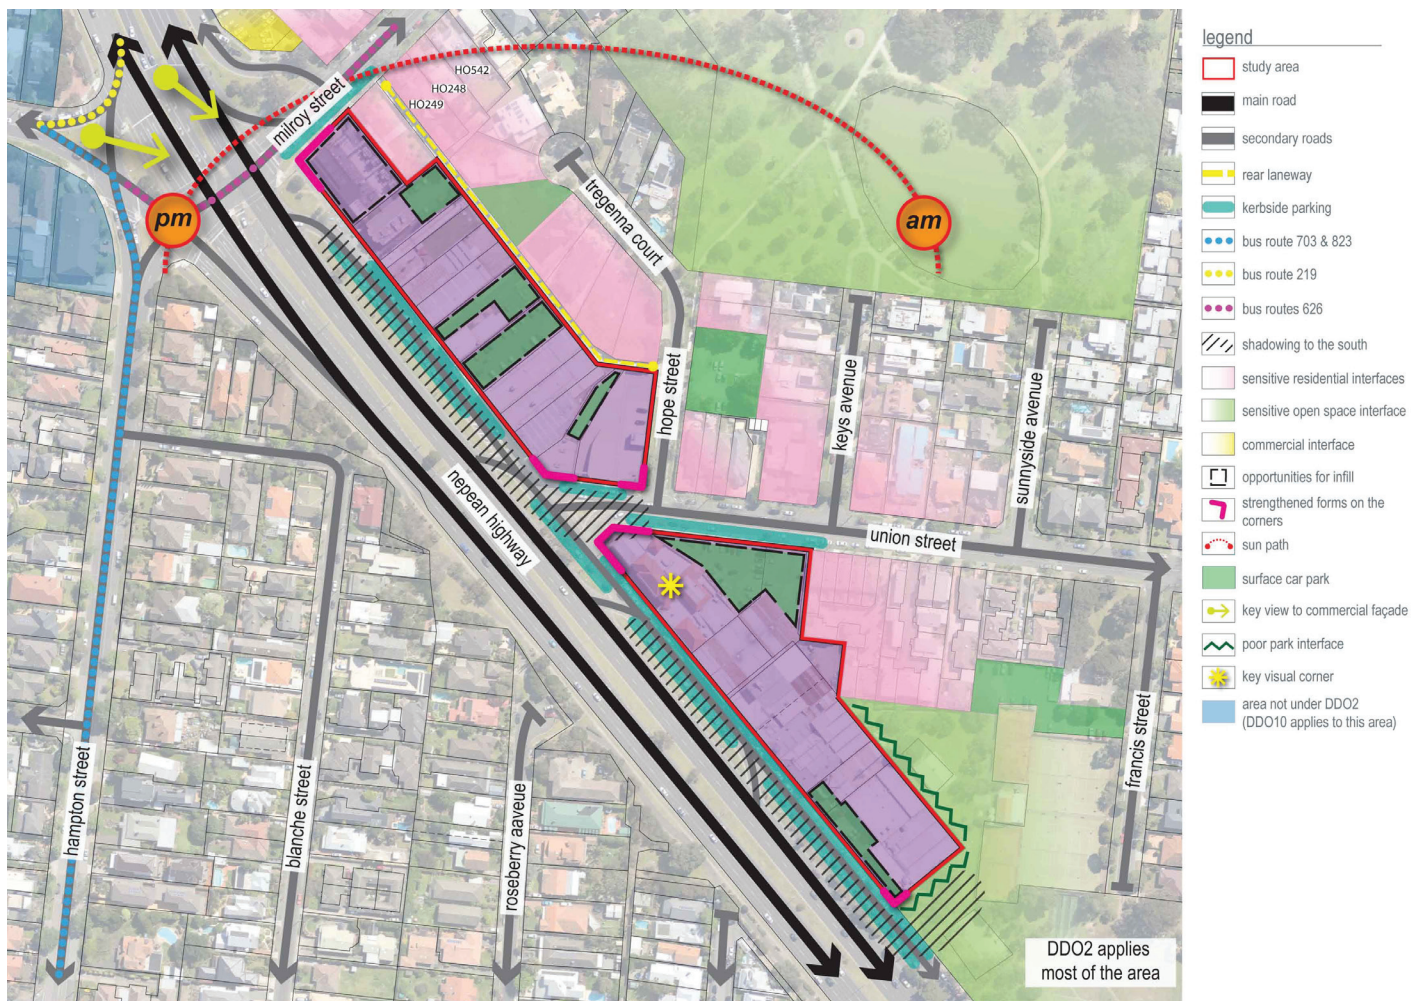 HO542
HO248
HO249
milroy street
pm
am
tregenna court
hope street
keys avenue
sunnyside avenue
nepean highway
union street
francis street
hampton street
blanche street
roseberry aaveue
DDO2 applies
most of the area
legend
study area
main road
secondary roads
rear laneway
kerbside parking
bus route 703 & 823
bus route 219
bus routes 626
shadowing to the south
sensitive residential interfaces
sensitive open space interface
commercial interface
opportunities for infill
strengthened forms on the
corners
sun path
surface car park
key view to commercial façade
poor park interface
key visual corner
area not under DDO2
(DDO10 applies to this area)